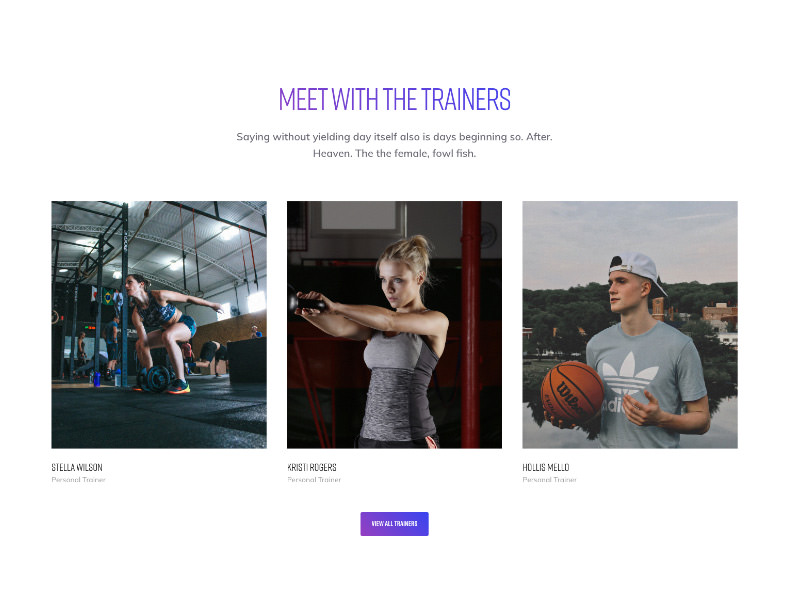 MEET WITH THE TRAINERS
Saying without yielding day itself also is days beginning so. After.
Heaven. The the female, fowl fish.
Wilson
STELLA WILSON
Personal Trainer
KRISTI ROGERS
Personal Trainer
HOLLIS MELLO
Personal Trainer
VIEW ALL TRAINERS